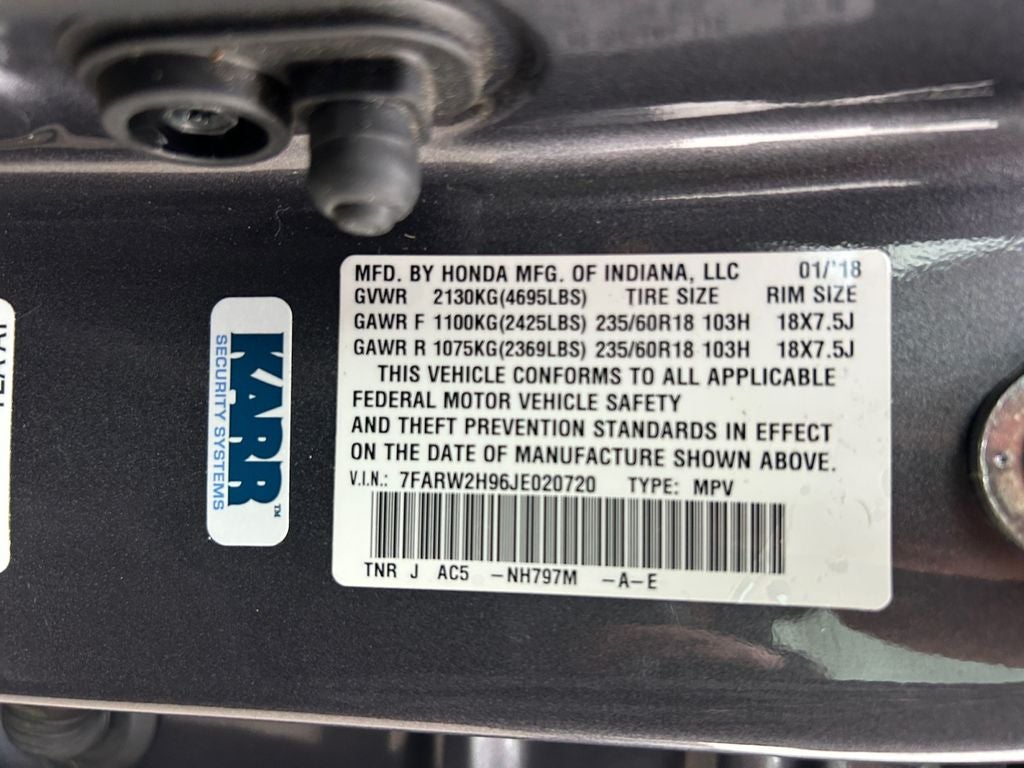 MFD. BY HONDA MFG. OF INDIANA, LLC 01/'18
GVWR 2130KG(4695LBS) TIRE SIZE RIM SIZE
GAWR F 1100KG(2425LBS) 235/60R18 103H 18X7.5J
GAWR R 1075KG(2369LBS) 235/60R18 103H 18X7.5J
THIS VEHICLE CONFORMS TO ALL APPLICABLE
FEDERAL MOTOR VEHICLE SAFETY
AND THEFT PREVENTION STANDARDS IN EFFECT
ON THE DATE OF MANUFACTURE SHOWN ABOVE.
V.I.N.: 7FARW2H96JE020720 TYPE: MPV
TNR J AC5 -NH797M -A-E
KARR™
SECURITY SYSTEMS